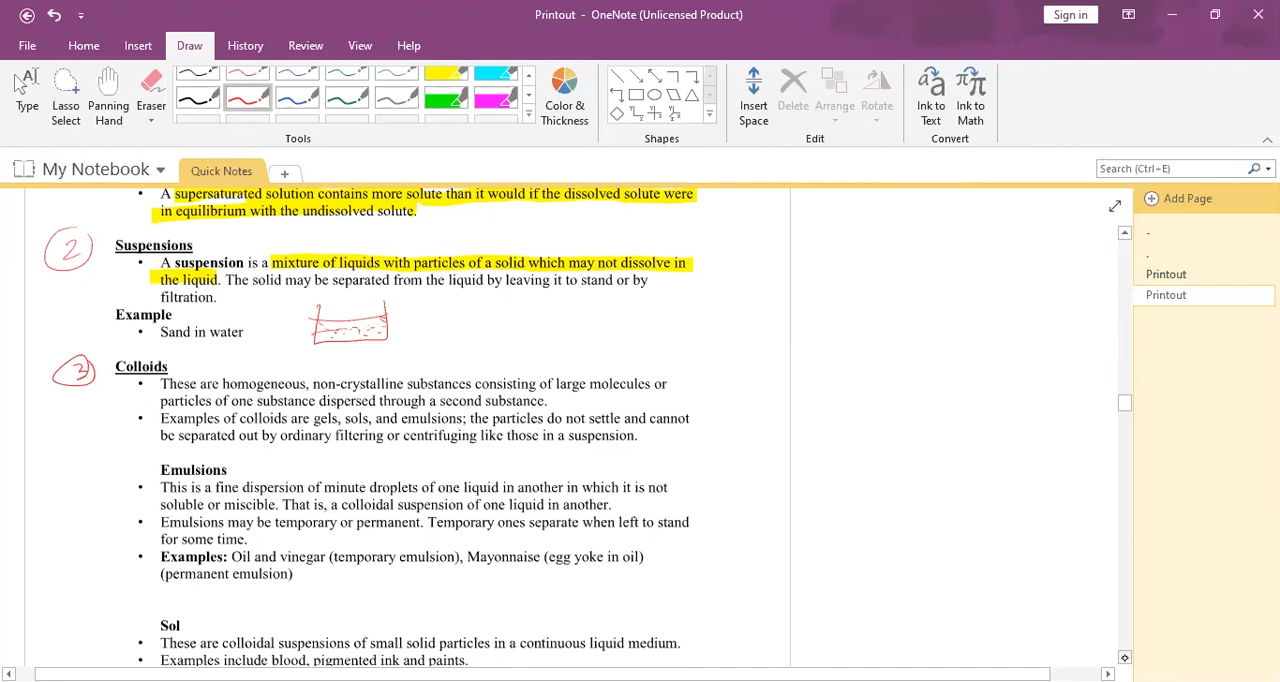 Printout - OneNote (Unlicensed Product)
Sign in
File Home Insert Draw History Review View Help
Type
Lasso Select
Panning Hand
Eraser
Color & Thickness
Insert Space
Delete
Arrange
Rotate
Ink to Text
Ink to Math
Tools
Shapes
Edit
Convert
My Notebook
Quick Notes
Search (Ctrl+E)
Add Page
-
.
Printout
Printout
• A supersaturated solution contains more solute than it would if the dissolved solute were
in equilibrium with the undissolved solute.
2
Suspensions
• A suspension is a mixture of liquids with particles of a solid which may not dissolve in
the liquid. The solid may be separated from the liquid by leaving it to stand or by
filtration.
Example
• Sand in water
3
Colloids
• These are homogeneous, non-crystalline substances consisting of large molecules or
particles of one substance dispersed through a second substance.
• Examples of colloids are gels, sols, and emulsions; the particles do not settle and cannot
be separated out by ordinary filtering or centrifuging like those in a suspension.
Emulsions
• This is a fine dispersion of minute droplets of one liquid in another in which it is not
soluble or miscible. That is, a colloidal suspension of one liquid in another.
• Emulsions may be temporary or permanent. Temporary ones separate when left to stand
for some time.
• Examples: Oil and vinegar (temporary emulsion), Mayonnaise (egg yoke in oil)
(permanent emulsion)
Sol
• These are colloidal suspensions of small solid particles in a continuous liquid medium.
• Examples include blood, pigmented ink and paints.